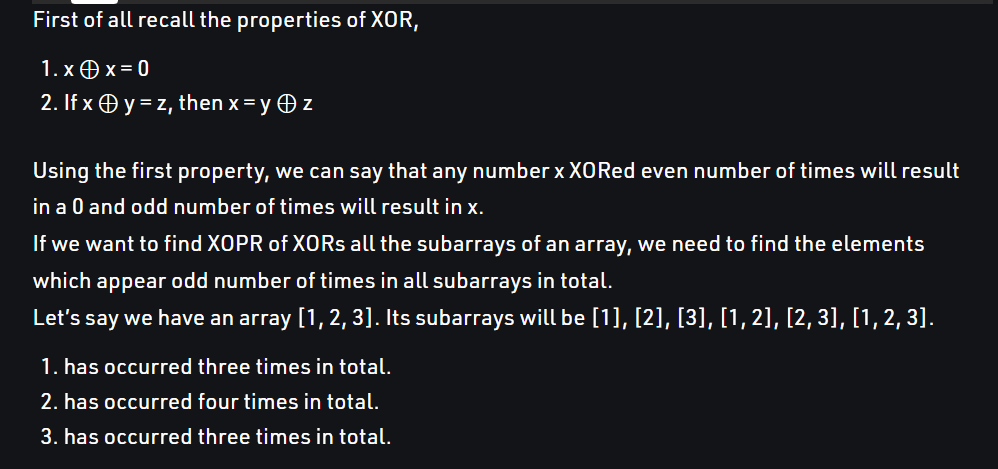 First of all recall the properties of XOR,
1. x ⨁ x = 0
2. If x ⨁ y = z, then x = y ⨁ z
Using the first property, we can say that any number x XORed even number of times will result
in a 0 and odd number of times will result in x.
If we want to find XOPR of XORs all the subarrays of an array, we need to find the elements
which appear odd number of times in all subarrays in total.
Let’s say we have an array [1, 2, 3]. Its subarrays will be [1], [2], [3], [1, 2], [2, 3], [1, 2, 3].
1. has occurred three times in total.
2. has occurred four times in total.
3. has occurred three times in total.